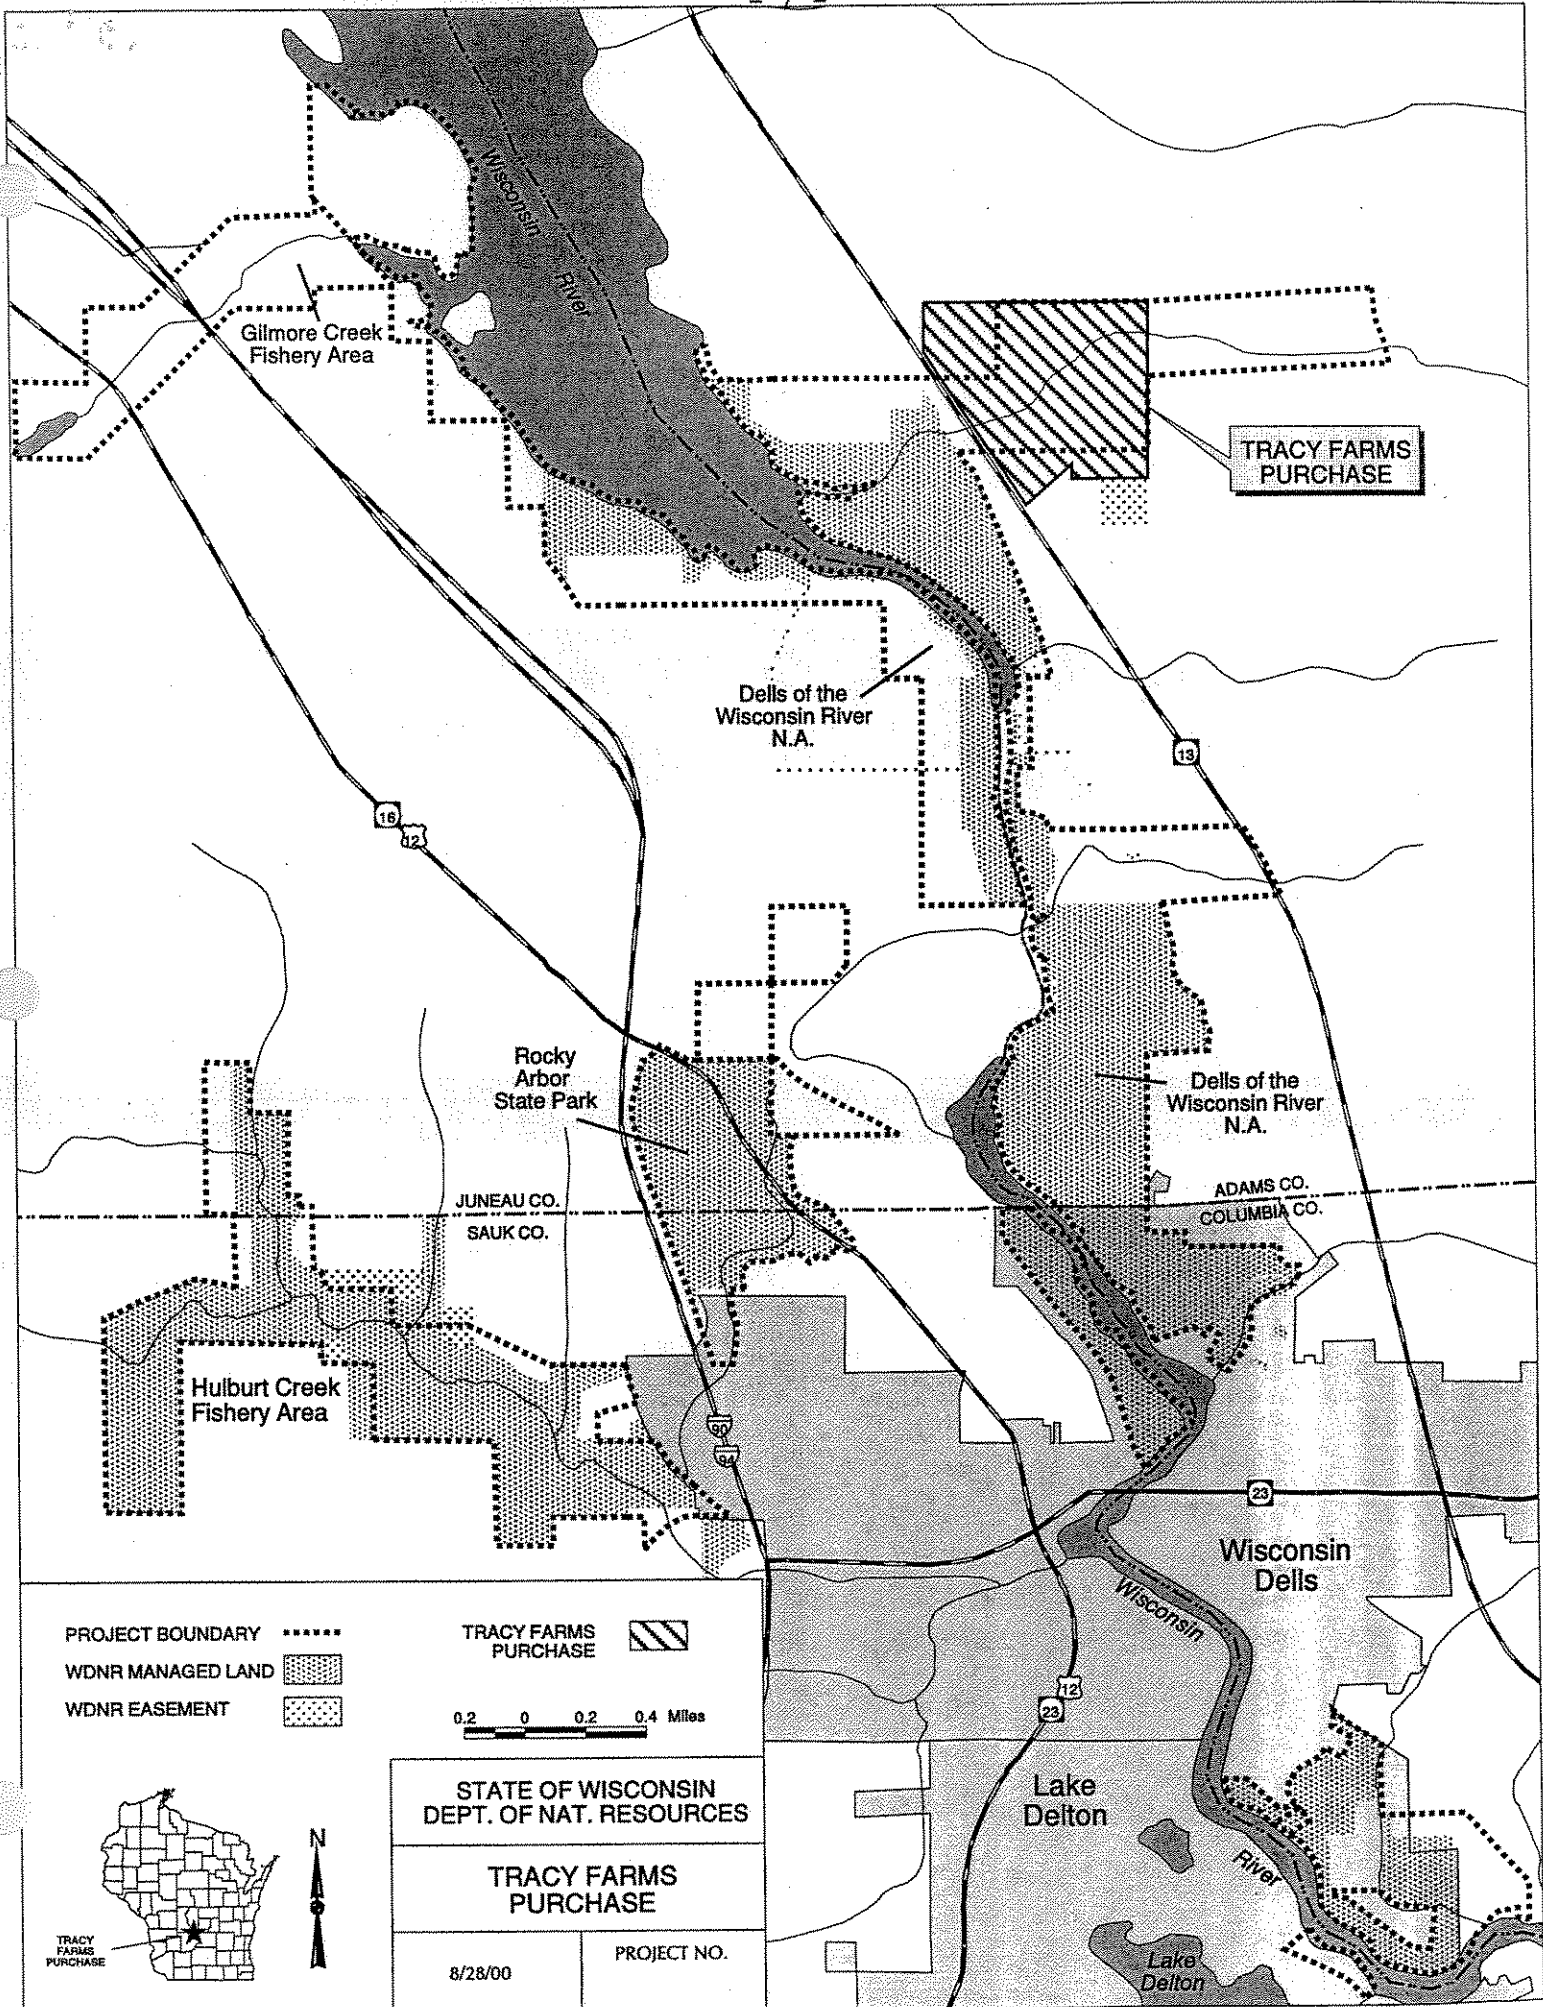 Wisconsin
River
Gilmore Creek
Fishery Area
TRACY FARMS
PURCHASE
Dells of the
Wisconsin River
N.A.
13
16
12
Rocky
Arbor
State Park
Dells of the
Wisconsin River
N.A.
JUNEAU CO.
SAUK CO.
ADAMS CO.
COLUMBIA CO.
Hulburt Creek
Fishery Area
90
94
23
Wisconsin
Dells
Wisconsin
12
23
Lake
Delton
River
Lake
Delton
PROJECT BOUNDARY
WDNR MANAGED LAND
WDNR EASEMENT
TRACY FARMS
PURCHASE
0.2 0 0.2 0.4 Miles
STATE OF WISCONSIN
DEPT. OF NAT. RESOURCES
TRACY FARMS
PURCHASE
8/28/00
PROJECT NO.
N
TRACY
FARMS
PURCHASE